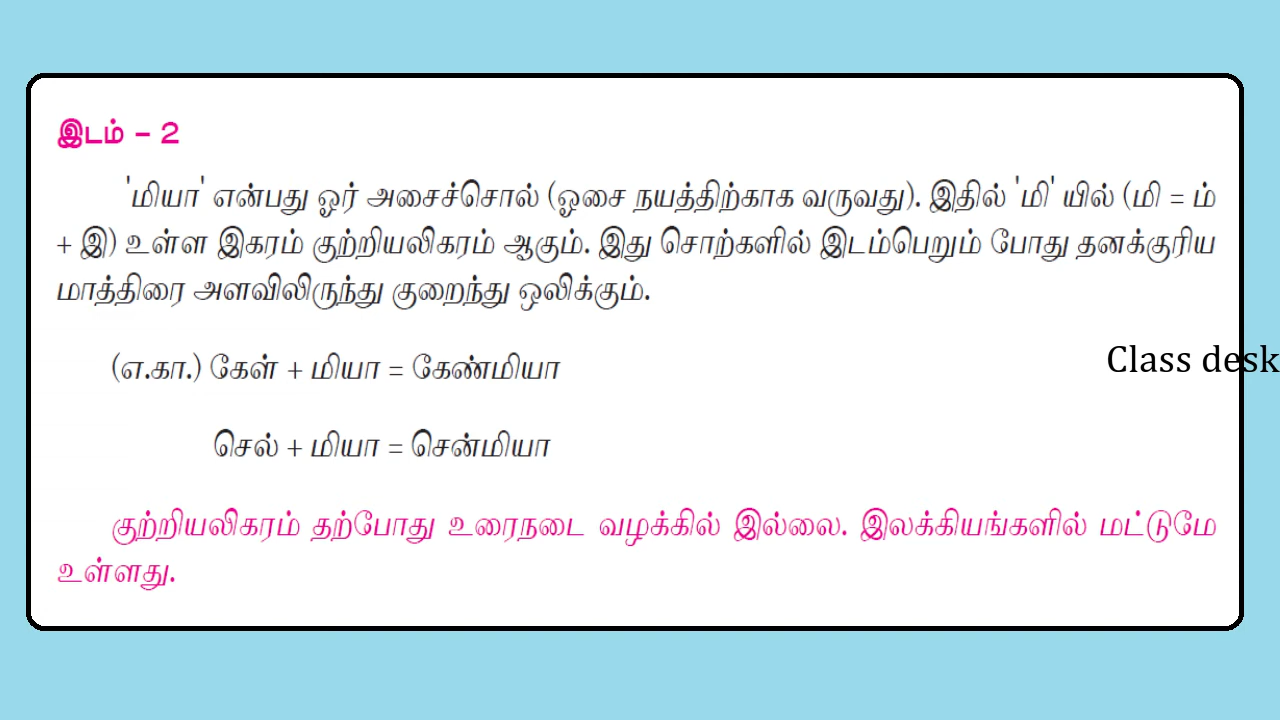 இடம் – 2
'மியா' என்பது ஓர் அசைச்சொல் (ஓசை நயத்திற்காக வருவது). இதில் 'மி' யில் (மி = ம்
+ இ) உள்ள இகரம் குற்றியலிகரம் ஆகும். இது சொற்களில் இடம்பெறும் போது தனக்குரிய
மாத்திரை அளவிலிருந்து குறைந்து ஒலிக்கும்.
(எ.கா.) கேள் + மியா = கேண்மியா
Class desk
செல் + மியா = சென்மியா
குற்றியலிகரம் தற்போது உரைநடை வழக்கில் இல்லை. இலக்கியங்களில் மட்டுமே
உள்ளது.